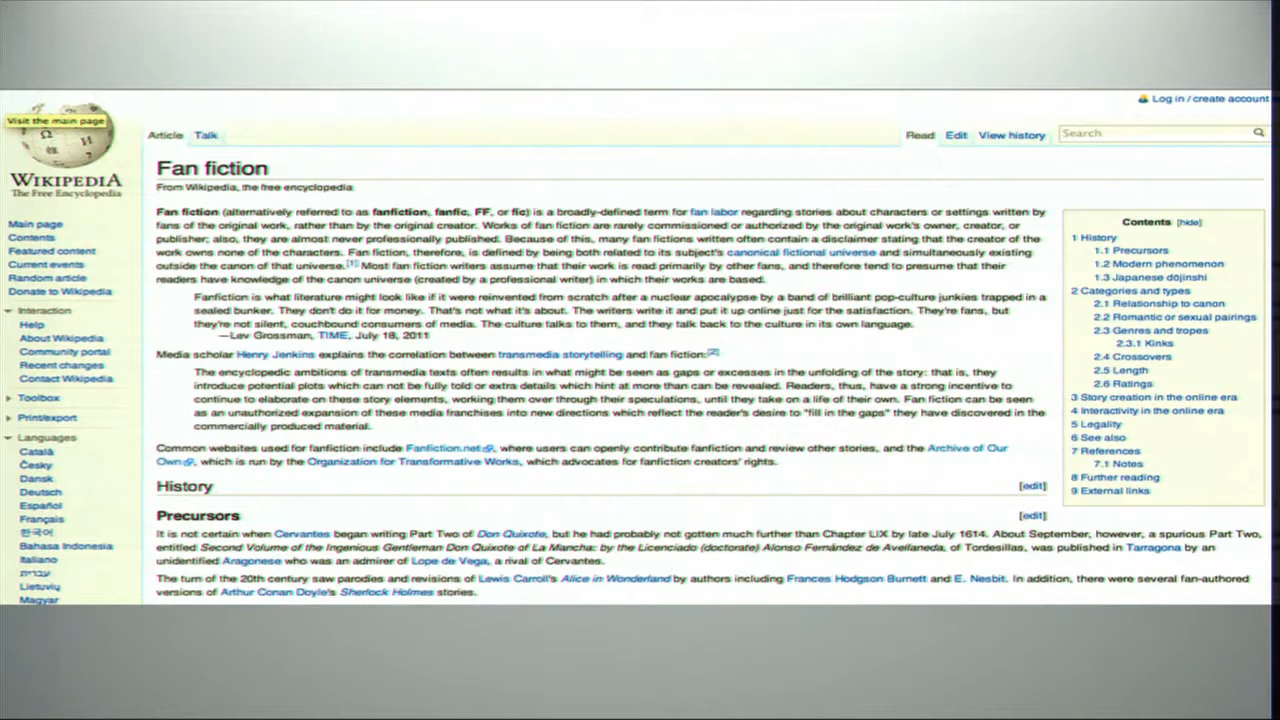 Log in / create account
Visit the main page
Article Talk Read Edit View history Search
WIKIPEDIA
The Free Encyclopedia
Main page
Contents
Featured content
Current events
Random article
Donate to Wikipedia
Interaction
Help
About Wikipedia
Community portal
Recent changes
Contact Wikipedia
Toolbox
Print/export
Languages
Català
Česky
Dansk
Deutsch
Español
Français
한국어
Bahasa Indonesia
Italiano
עברית
Lietuvių
Magyar
Fan fiction
From Wikipedia, the free encyclopedia
Fan fiction (alternatively referred to as fanfiction, fanfic, FF, or fic) is a broadly-defined term for fan labor regarding stories about characters or settings written by
fans of the original work, rather than by the original creator. Works of fan fiction are rarely commissioned or authorized by the original work's owner, creator, or
publisher; also, they are almost never professionally published. Because of this, many fan fictions written often contain a disclaimer stating that the creator of the
work owns none of the characters. Fan fiction, therefore, is defined by being both related to its subject's canonical fictional universe and simultaneously existing
outside the canon of that universe.[1] Most fan fiction writers assume that their work is read primarily by other fans, and therefore tend to presume that their
readers have knowledge of the canon universe (created by a professional writer) in which their works are based.
Fanfiction is what literature might look like if it were reinvented from scratch after a nuclear apocalypse by a band of brilliant pop-culture junkies trapped in a
sealed bunker. They don't do it for money. That's not what it's about. The writers write it and put it up online just for the satisfaction. They're fans, but
they're not silent, couchbound consumers of media. The culture talks to them, and they talk back to the culture in its own language.
—Lev Grossman, TIME, July 18, 2011
Media scholar Henry Jenkins explains the correlation between transmedia storytelling and fan fiction:[2]
The encyclopedic ambitions of transmedia texts often results in what might be seen as gaps or excesses in the unfolding of the story: that is, they
introduce potential plots which can not be fully told or extra details which hint at more than can be revealed. Readers, thus, have a strong incentive to
continue to elaborate on these story elements, working them over through their speculations, until they take on a life of their own. Fan fiction can be seen
as an unauthorized expansion of these media franchises into new directions which reflect the reader's desire to "fill in the gaps" they have discovered in the
commercially produced material.
Common websites used for fanfiction include Fanfiction.net, where users can openly contribute fanfiction and review other stories, and the Archive of Our
Own, which is run by the Organization for Transformative Works, which advocates for fanfiction creators' rights.
Contents [hide]
1 History
1.1 Precursors
1.2 Modern phenomenon
1.3 Japanese dōjinshi
2 Categories and types
2.1 Relationship to canon
2.2 Romantic or sexual pairings
2.3 Genres and tropes
2.3.1 Kinks
2.4 Crossovers
2.5 Length
2.6 Ratings
3 Story creation in the online era
4 Interactivity in the online era
5 Legality
6 See also
7 References
7.1 Notes
8 Further reading
9 External links
History [edit]
Precursors [edit]
It is not certain when Cervantes began writing Part Two of Don Quixote, but he had probably not gotten much further than Chapter LIX by late July 1614. About September, however, a spurious Part Two,
entitled Second Volume of the Ingenious Gentleman Don Quixote of La Mancha: by the Licenciado (doctorate) Alonso Fernández de Avellaneda, of Tordesillas, was published in Tarragona by an
unidentified Aragonese who was an admirer of Lope de Vega, a rival of Cervantes.
The turn of the 20th century saw parodies and revisions of Lewis Carroll's Alice in Wonderland by authors including Frances Hodgson Burnett and E. Nesbit. In addition, there were several fan-authored
versions of Arthur Conan Doyle's Sherlock Holmes stories.